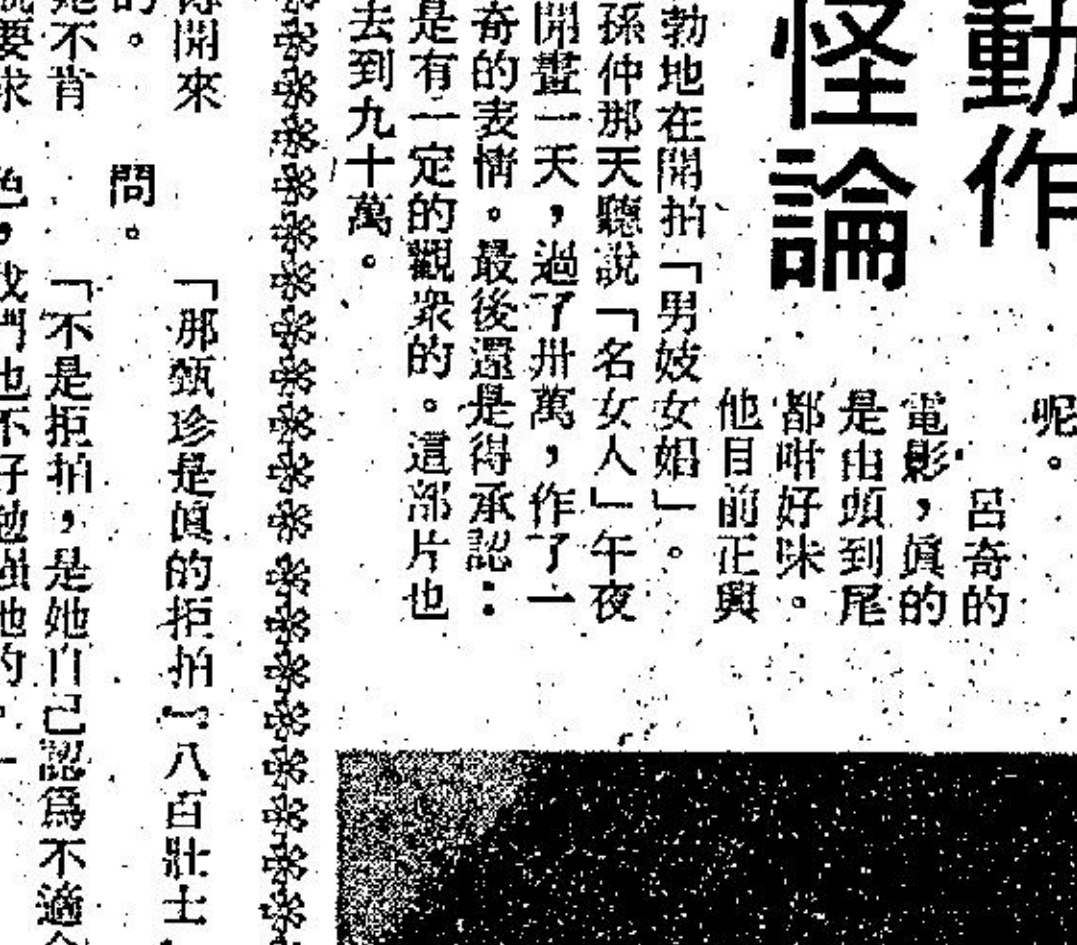 動作
怪論
呢。
呂奇的
電影，眞的
是由頭到尾
都咁好味。
他目前正興
勃地在開拍「男妓女娼」。
孫仲那天聽說「名女人」午夜
開畫一天，過了卅萬，作了一
奇的表情。最後還是得承認：
是有一定的觀衆的。這部片也
去到九十萬。
開來
「那甄珍是眞的拒拍『八百壯士
的。
問。
她不肯
「不是拒拍，是她自己認爲不適合
要求
色，我們也不好勉強她的。」